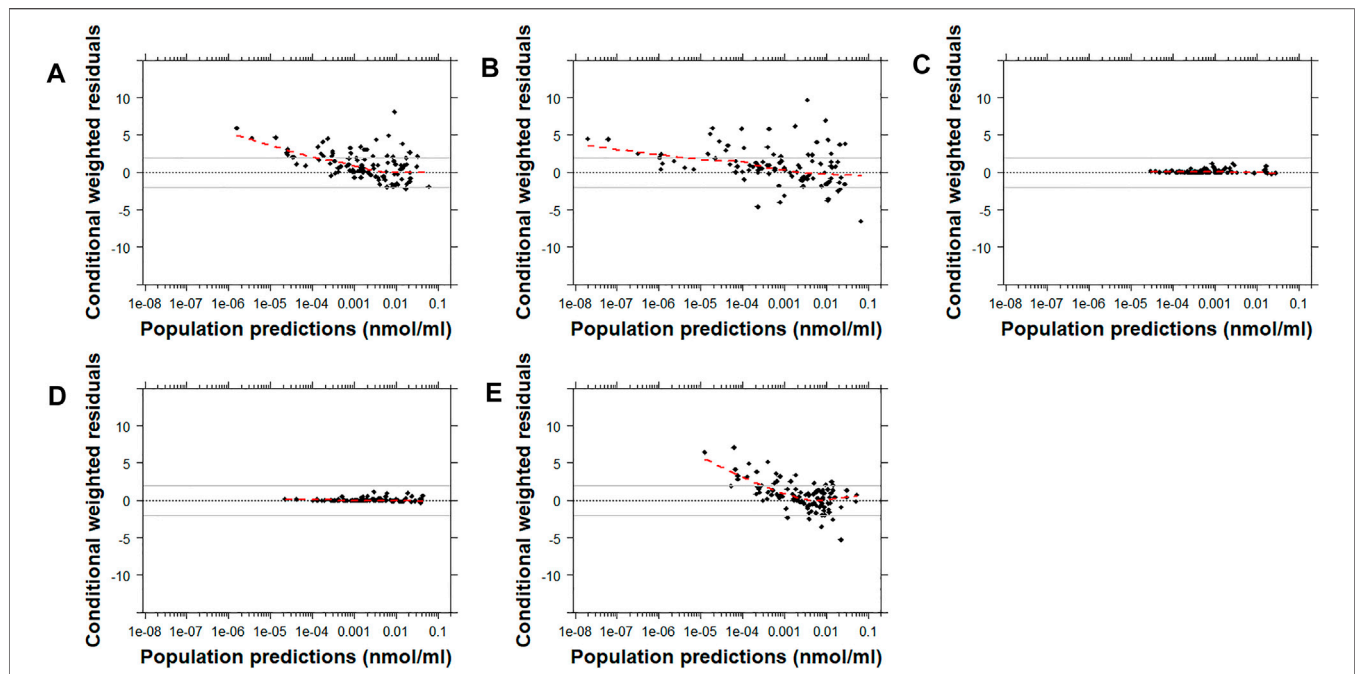 A
Conditional weighted residuals
10
5
0
-5
-10
1e-08 1e-07 1e-06 1e-05 1e-04 0.001 0.01 0.1
Population predictions (nmol/ml)
B
Conditional weighted residuals
10
5
0
-5
-10
1e-08 1e-07 1e-06 1e-05 1e-04 0.001 0.01 0.1
Population predictions (nmol/ml)
C
Conditional weighted residuals
10
5
0
-5
-10
1e-08 1e-07 1e-06 1e-05 1e-04 0.001 0.01 0.1
Population predictions (nmol/ml)
D
Conditional weighted residuals
10
5
0
-5
-10
1e-08 1e-07 1e-06 1e-05 1e-04 0.001 0.01 0.1
Population predictions (nmol/ml)
E
Conditional weighted residuals
10
5
0
-5
-10
1e-08 1e-07 1e-06 1e-05 1e-04 0.001 0.01 0.1
Population predictions (nmol/ml)